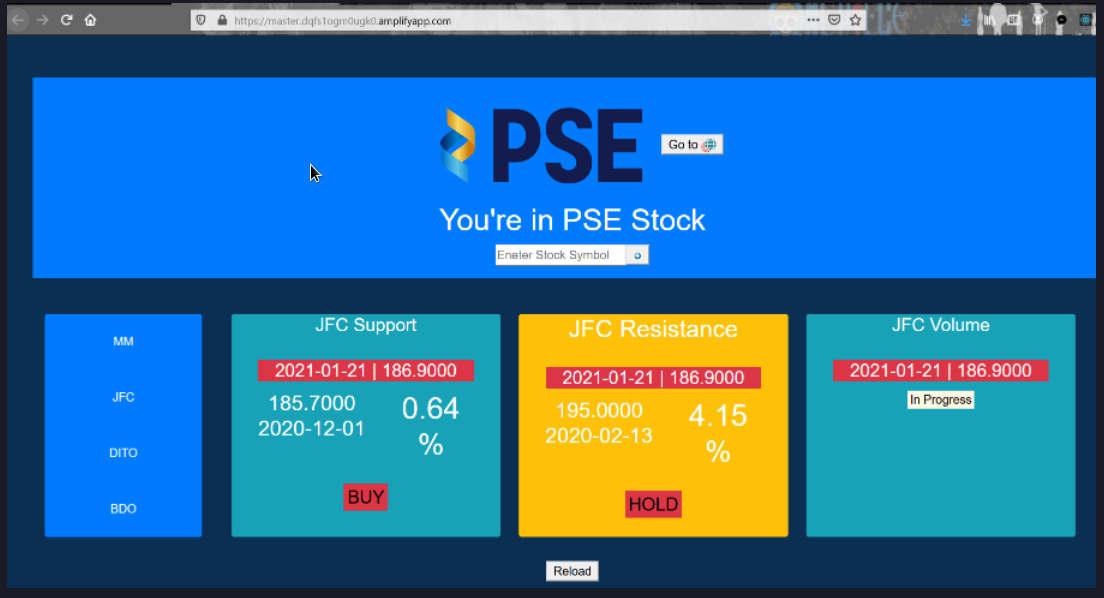 https://master.dqfs1ogm0ugk0.amplifyapp.com
PSE
Go to
You're in PSE Stock
Eneter Stock Symbol
MM
JFC
DITO
BDO
JFC Support
2021-01-21 | 186.9000
185.7000
2020-12-01
0.64
%
BUY
JFC Resistance
2021-01-21 | 186.9000
195.0000
2020-02-13
4.15
%
HOLD
JFC Volume
2021-01-21 | 186.9000
In Progress
Reload